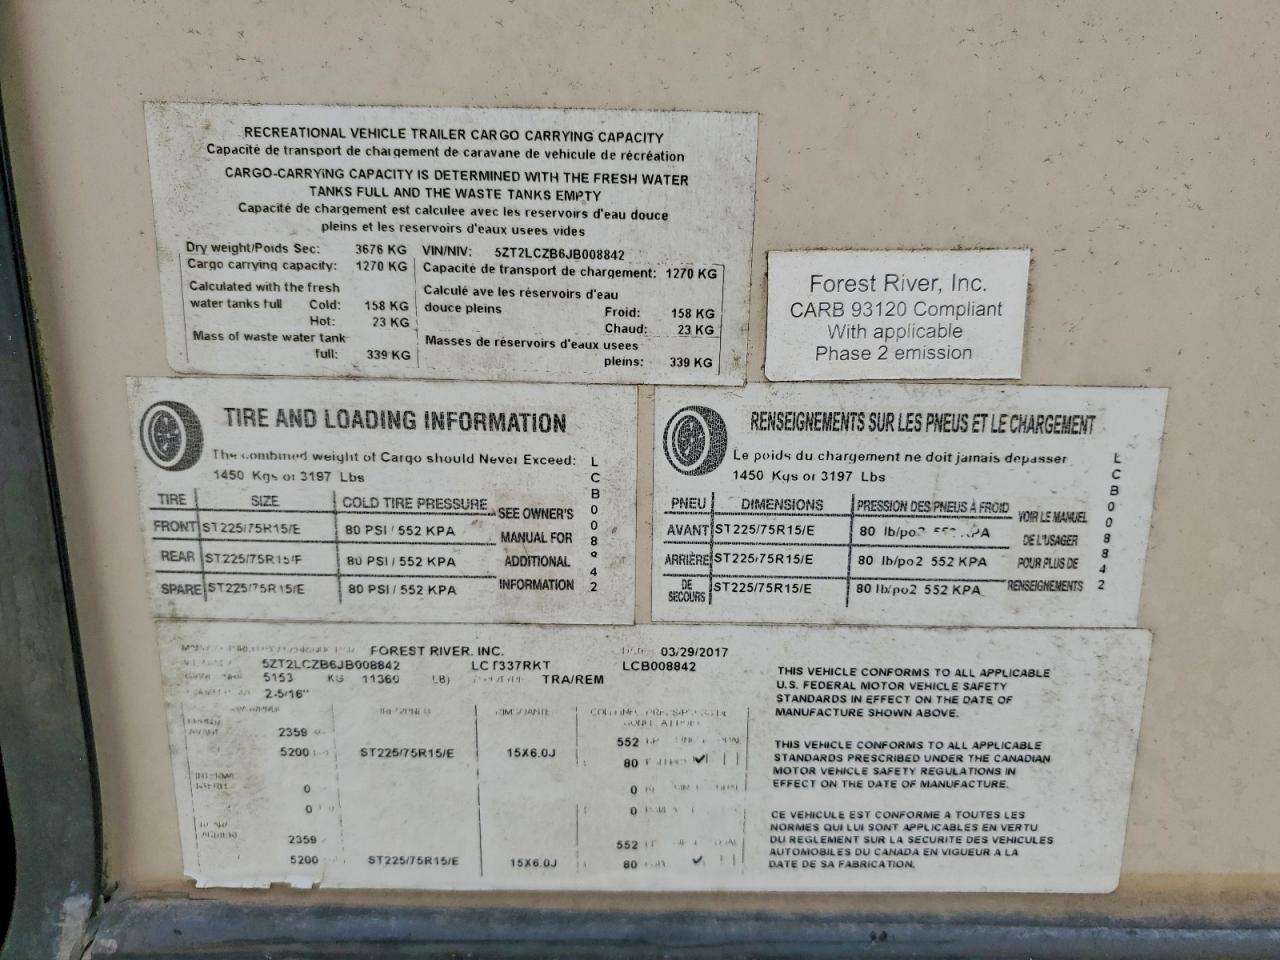 RECREATIONAL VEHICLE TRAILER CARGO CARRYING CAPACITY
Capacité de transport de chargement de caravane de vehicule de récréation
CARGO-CARRYING CAPACITY IS DETERMINED WITH THE FRESH WATER
TANKS FULL AND THE WASTE TANKS EMPTY
Capacité de chargement est calculee avec les reservoirs d'eau douce
pleins et les reservoirs d'eaux usees vides
Dry weight/Poids Sec: 3676 KG VIN/NIV: 5ZT2LCZB6JB008842
Cargo carrying capacity: 1270 KG
Calculated with the fresh
water tanks full Cold: 158 KG
Hot: 23 KG
Mass of waste water tank
full: 339 KG
Capacité de transport de chargement: 1270 KG
Calculé ave les réservoirs d'eau
douce pleins Froid: 158 KG
Chaud: 23 KG
Masses de réservoirs d'eaux usees
pleins: 339 KG
Forest River, Inc.
CARB 93120 Compliant
With applicable
Phase 2 emission
TIRE AND LOADING INFORMATION
The combined weight of Cargo should Never Exceed:
1450 Kgs or 3197 Lbs
TIRE SIZE COLD TIRE PRESSURE
FRONT ST225/75R15/E 80 PSI / 552 KPA
REAR ST225/75R15/E 80 PSI / 552 KPA
SPARE ST225/75R15/E 80 PSI / 552 KPA
SEE OWNER'S
MANUAL FOR
ADDITIONAL
INFORMATION
LCB008842
RENSEIGNEMENTS SUR LES PNEUS ET LE CHARGEMENT
Le poids du chargement ne doit jamais depasser
1450 Kgs or 3197 Lbs
PNEU DIMENSIONS PRESSION DES PNEUS À FROID
AVANT ST225/75R15/E 80 lb/po2 552 KPA
ARRIÈRE ST225/75R15/E 80 lb/po2 552 KPA
DE SECOURS ST225/75R15/E 80 lb/po2 552 KPA
VOIR LE MANUEL
DE L'USAGER
POUR PLUS DE
RENSEIGNEMENTS
LCB008842
FOREST RIVER, INC. 03/29/2017
5ZT2LCZB6JB008842 LCT337RKT LCB008842
5153 KG 11360 LB) TRA/REM
2-5/16"
2359
5200 ST225/75R15/E 15X6.0J 552
80 ✓
0 0
0 0
2359 552
5200 ST225/75R15/E 15X6.0J 80 ✓
THIS VEHICLE CONFORMS TO ALL APPLICABLE
U.S. FEDERAL MOTOR VEHICLE SAFETY
STANDARDS IN EFFECT ON THE DATE OF
MANUFACTURE SHOWN ABOVE.
THIS VEHICLE CONFORMS TO ALL APPLICABLE
STANDARDS PRESCRIBED UNDER THE CANADIAN
MOTOR VEHICLE SAFETY REGULATIONS IN
EFFECT ON THE DATE OF MANUFACTURE.
CE VEHICULE EST CONFORME A TOUTES LES
NORMES QUI LUI SONT APPLICABLES EN VERTU
DU REGLEMENT SUR LA SECURITE DES VEHICULES
AUTOMOBILES DU CANADA EN VIGUEUR A LA
DATE DE SA FABRICATION.